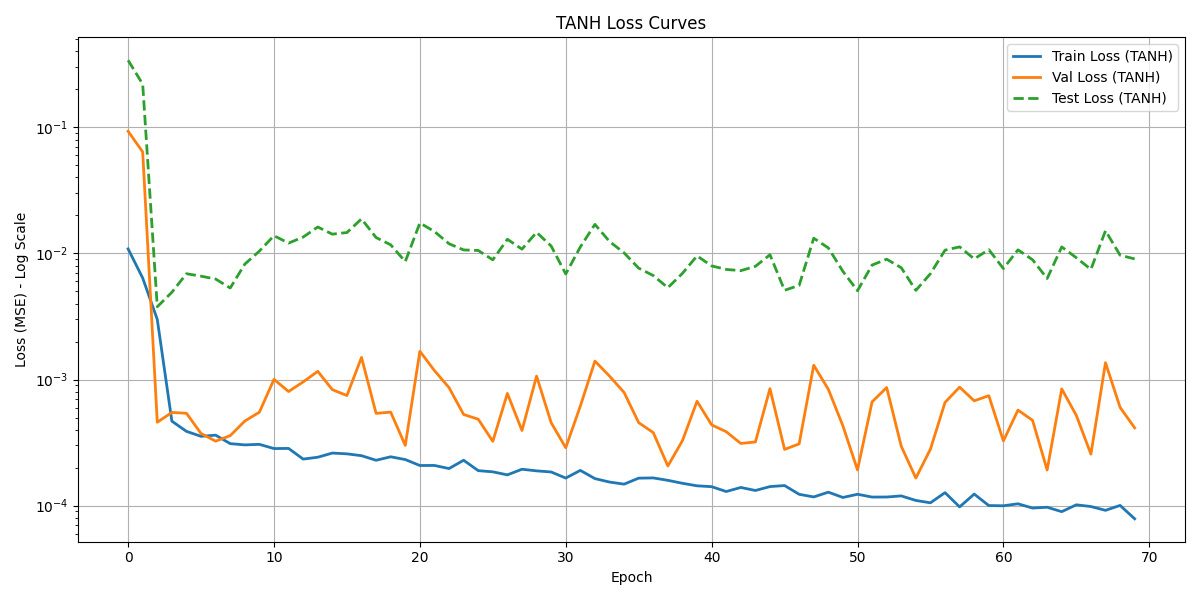 TANH Loss Curves
Train Loss (TANH)
Val Loss (TANH)
Test Loss (TANH)
Loss (MSE) - Log Scale
10⁻¹
10⁻²
10⁻³
10⁻⁴
0 10 20 30 40 50 60 70
Epoch